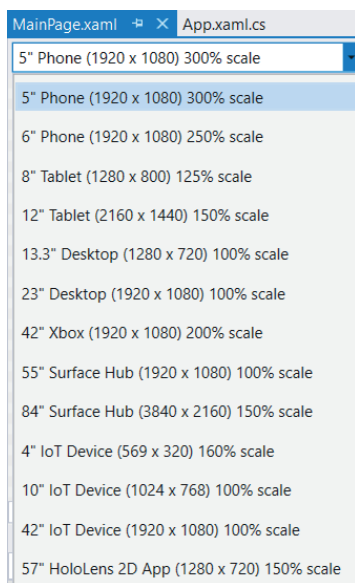 MainPage.xaml App.xaml.cs
5" Phone (1920 x 1080) 300% scale
5" Phone (1920 x 1080) 300% scale
6" Phone (1920 x 1080) 250% scale
8" Tablet (1280 x 800) 125% scale
12" Tablet (2160 x 1440) 150% scale
13.3" Desktop (1280 x 720) 100% scale
23" Desktop (1920 x 1080) 100% scale
42" Xbox (1920 x 1080) 200% scale
55" Surface Hub (1920 x 1080) 100% scale
84" Surface Hub (3840 x 2160) 150% scale
4" IoT Device (569 x 320) 160% scale
10" IoT Device (1024 x 768) 100% scale
42" IoT Device (1920 x 1080) 100% scale
57" HoloLens 2D App (1280 x 720) 150% scale